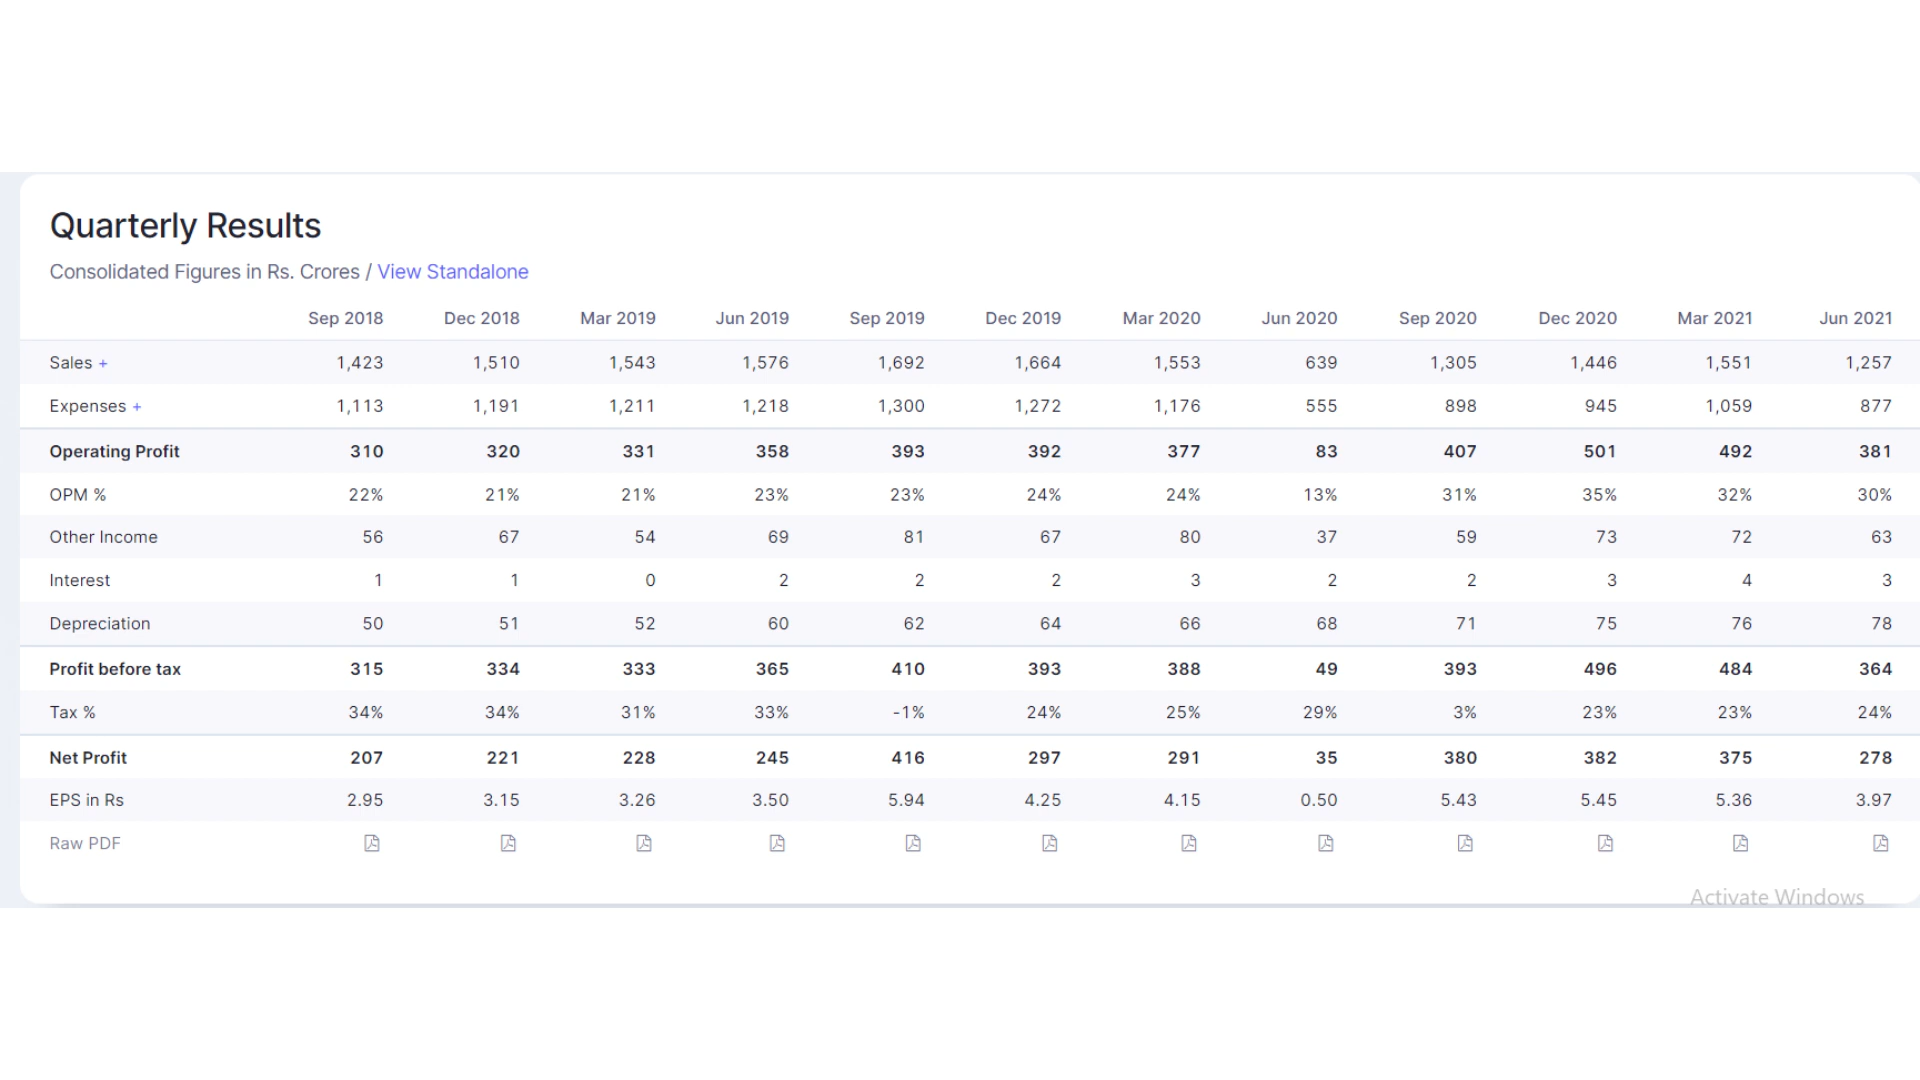 Quarterly Results
Consolidated Figures in Rs. Crores / View Standalone
Sep 2018 Dec 2018 Mar 2019 Jun 2019 Sep 2019 Dec 2019 Mar 2020 Jun 2020 Sep 2020 Dec 2020 Mar 2021 Jun 2021
Sales + 1,423 1,510 1,543 1,576 1,692 1,664 1,553 639 1,305 1,446 1,551 1,257
Expenses + 1,113 1,191 1,211 1,218 1,300 1,272 1,176 555 898 945 1,059 877
Operating Profit 310 320 331 358 393 392 377 83 407 501 492 381
OPM % 22% 21% 21% 23% 23% 24% 24% 13% 31% 35% 32% 30%
Other Income 56 67 54 69 81 67 80 37 59 73 72 63
Interest 1 1 0 2 2 2 3 2 2 3 4 3
Depreciation 50 51 52 60 62 64 66 68 71 75 76 78
Profit before tax 315 334 333 365 410 393 388 49 393 496 484 364
Tax % 34% 34% 31% 33% -1% 24% 25% 29% 3% 23% 23% 24%
Net Profit 207 221 228 245 416 297 291 35 380 382 375 278
EPS in Rs 2.95 3.15 3.26 3.50 5.94 4.25 4.15 0.50 5.43 5.45 5.36 3.97
Raw PDF
Activate Windows